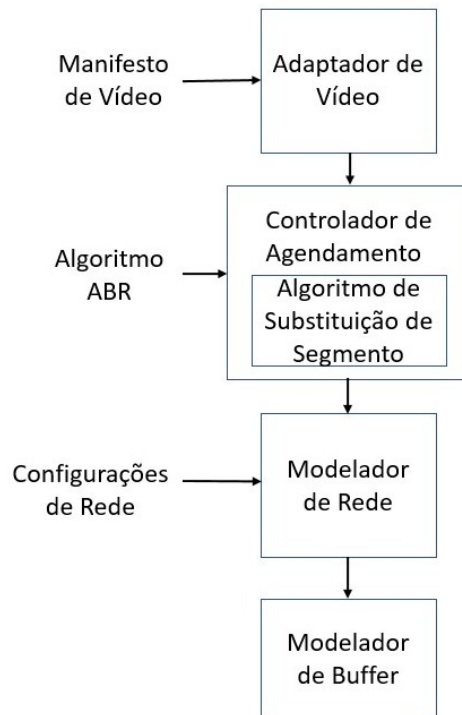 Manifesto
de Vídeo
Adaptador de
Vídeo
Algoritmo
ABR
Controlador de
Agendamento
Algoritmo de
Substituição de
Segmento
Configurações
de Rede
Modelador
de Rede
Modelador
de Buffer